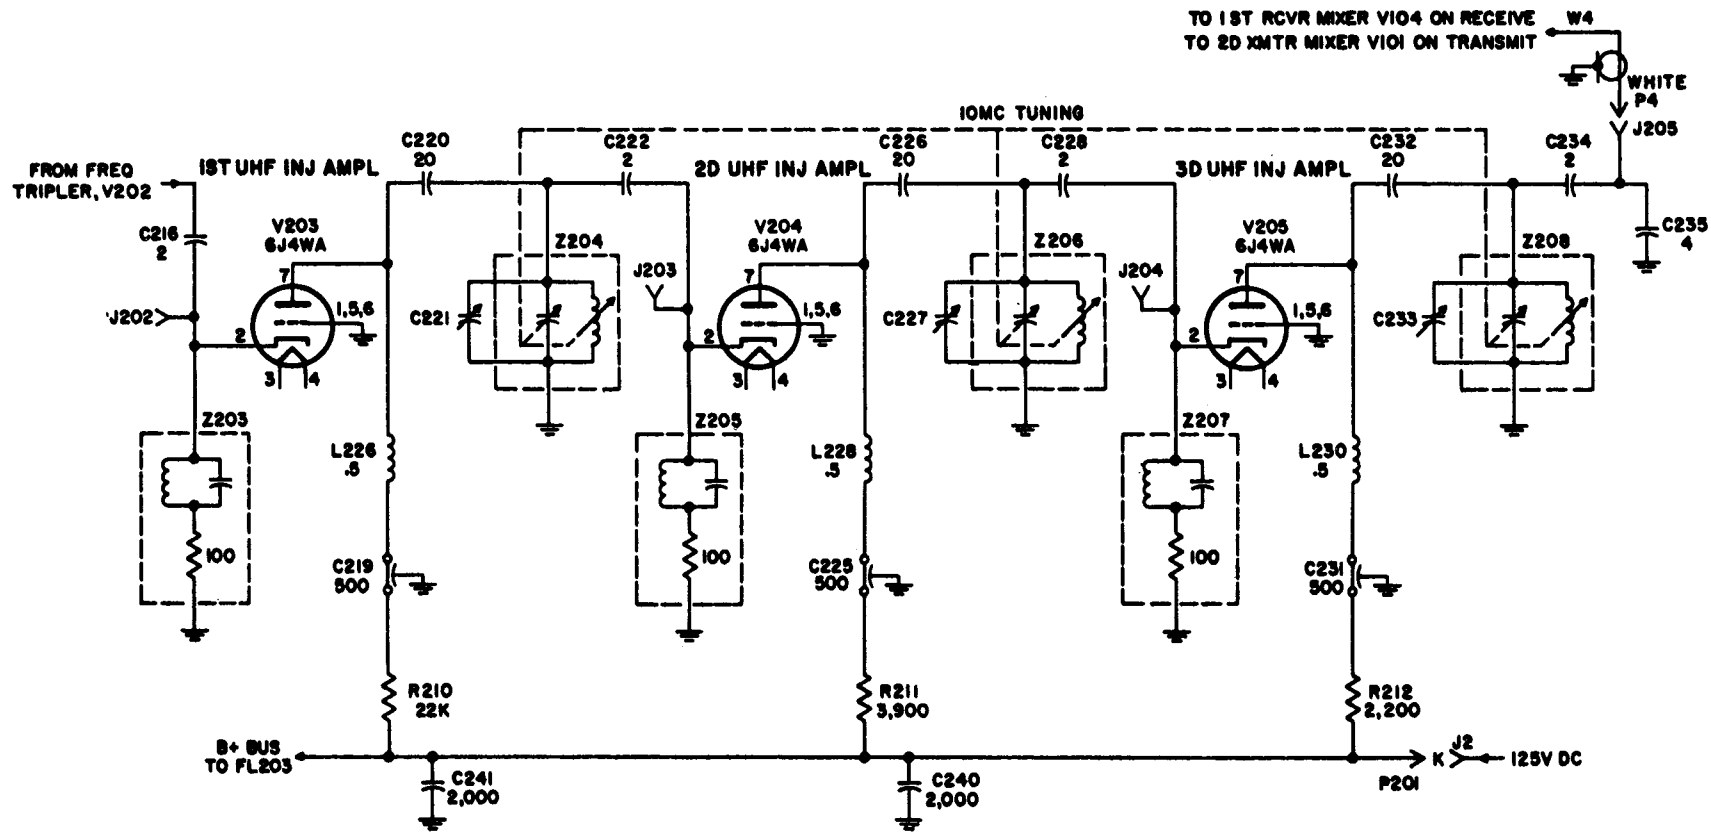 TO 1ST RCVR MIXER V104 ON RECEIVE
TO 2D XMTR MIXER V101 ON TRANSMIT
W4
WHITE
P4
J205
10MC TUNING
FROM FREQ
TRIPLER, V202
1ST UHF INJ AMPL
C220
20
C222
2
2D UHF INJ AMPL
C226
20
C228
2
3D UHF INJ AMPL
C232
20
C234
2
C216
2
V203
6J4WA
7
1,5,6
2
3
4
J202
C221
Z204
J203
V204
6J4WA
7
1,5,6
2
3
4
C227
Z206
J204
V205
6J4WA
7
1,5,6
2
3
4
C233
Z208
C235
4
Z203
100
L226
.5
C219
500
Z205
100
L228
.5
C225
500
Z207
100
L230
.5
C231
500
R210
22K
R211
3,900
R212
2,200
B+ BUS
TO FL203
C241
2,000
C240
2,000
P201
K
J2
125V DC